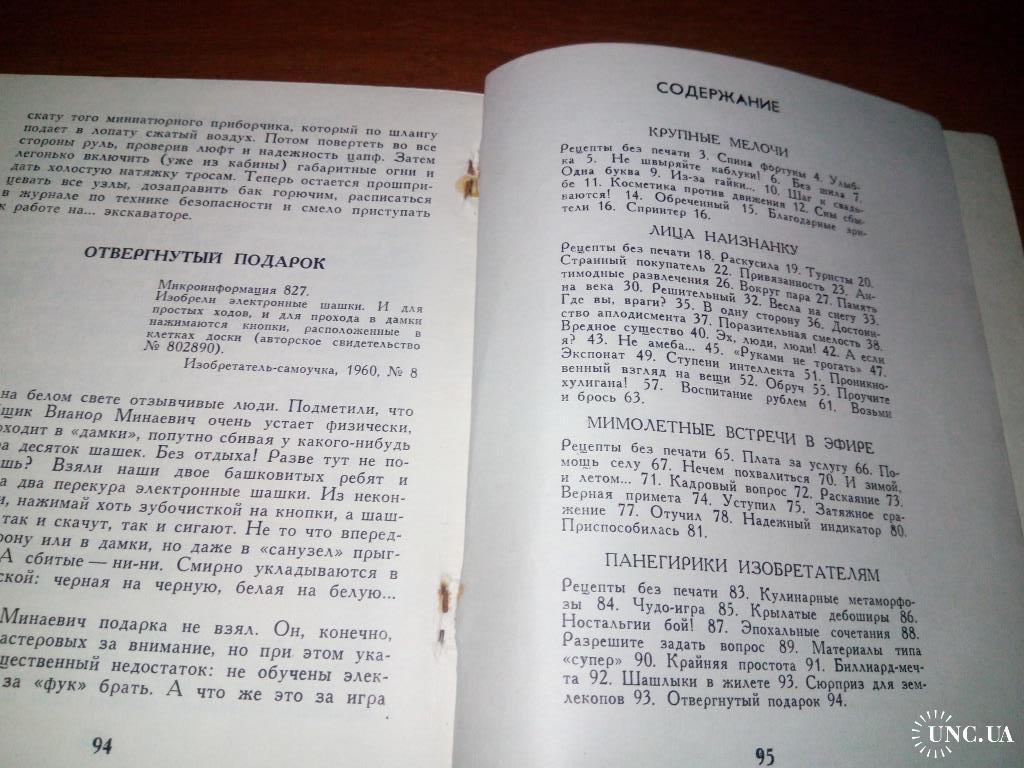 скату того миниатюрного приборчика, который по шлангу
подает в лопату сжатый воздух. Потом повертеть во все
стороны руль, проверив люфт и надежность цапф. Затем
легонько включить (уже из кабины) габаритные огни и
дать холостую натяжку тросам. Теперь остается прошпри-
цевать все узлы, дозаправить бак горючим, расписаться
в журнале по технике безопасности и смело приступать
к работе на... экскаваторе.
ОТВЕРГНУТЫЙ ПОДАРОК
Микроинформация 827.
Изобрели электронные шашки. И для
простых ходов, и для прохода в дамки
нажимаются кнопки, расположенные в
клетках доски (авторское свидетельство
№ 802890).
Изобретатель-самоучка, 1960, № 8
на белом свете отзывчивые люди. Подметили, что
щик Вианор Минаевич очень устает физически,
оходит в «дамки», попутно сбивая у какого-нибудь
ра десяток шашек. Без отдыха! Разве тут не по-
шь? Взяли наши двое башковитых ребят и
а два перекура электронные шашки. Из некон-
и, нажимай хоть зубочисткой на кнопки, а шаш-
так и скачут, так и сигают. Не то что вперед-
рону или в дамки, но даже в «санузел» прыг-
А сбитые — ни-ни. Смирно укладываются в
ской: черная на черную, белая на белую...
Минаевич подарка не взял. Он, конечно,
астеровых за внимание, но при этом ука-
щественный недостаток: не обучены элек-
за «фук» брать. А что же это за игра
94
СОДЕРЖАНИЕ
КРУПНЫЕ МЕЛОЧИ
Рецепты без печати 3. Спина фортуны 4. Улыб-
ка 5. Не швыряйте каблуки! 6. Без шила 7.
Одна буква 9. Из-за гайки... 10. Шаг к свадь-
бе 11. Косметика против движения 12. Сны сбы-
ваются! 14. Обреченный 15. Благодарные зри-
тели 16. Спринтер 16.
ЛИЦА НАИЗНАНКУ
Рецепты без печати 18. Раскусила 19. Туристы 20.
Странный покупатель 22. Привязанность 23. Ан-
тимодные развлечения 26. Вокруг пара 27. Память
на века 30. Решительный 32. Весла на снегу 33.
Где вы, враги? 35. В одну сторону 36. Достоин-
ство аплодисмента 37. Поразительная смелость 38.
Вредное существо 40. Эх, люди, люди! 42. А если
я? 43. Не амеба... 45. «Руками не трогать» 47.
Экспонат 49. Ступени интеллекта 51. Проникно-
венный взгляд на вещи 52. Обруч 55. Проучите
хулигана! 57. Воспитание рублем 61. Возьми
и брось 63.
МИМОЛЕТНЫЕ ВСТРЕЧИ В ЭФИРЕ
Рецепты без печати 65. Плата за услугу 66. По-
мощь селу 67. Нечем похвалиться 70. И зимой,
и летом... 71. Кадровый вопрос 72. Раскаяние 73.
Верная примета 74. Уступил 75. Затяжное сра-
жение 77. Отучил 78. Надежный индикатор 80.
Приспособилась 81.
ПАНЕГИРИКИ ИЗОБРЕТАТЕЛЯМ
Рецепты без печати 83. Кулинарные метаморфо-
зы 84. Чудо-игра 85. Крылатые дебоширы 86.
Ностальгии бой! 87. Эпохальные сочетания 88.
Разрешите задать вопрос 89. Материалы типа
«супер» 90. Крайняя простота 91. Биллиард-меч-
та 92. Шашлыки в жилете 93. Сюрприз для зем-
лекопов 93. Отвергнутый подарок 94.
95
UNC.UA